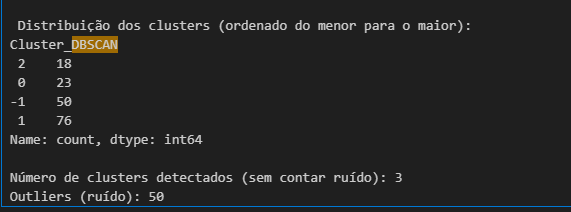 Distribuição dos clusters (ordenado do menor para o maior):
Cluster_DBSCAN
 2    18
 0    23
-1    50
 1    76
Name: count, dtype: int64

Número de clusters detectados (sem contar ruído): 3
Outliers (ruído): 50